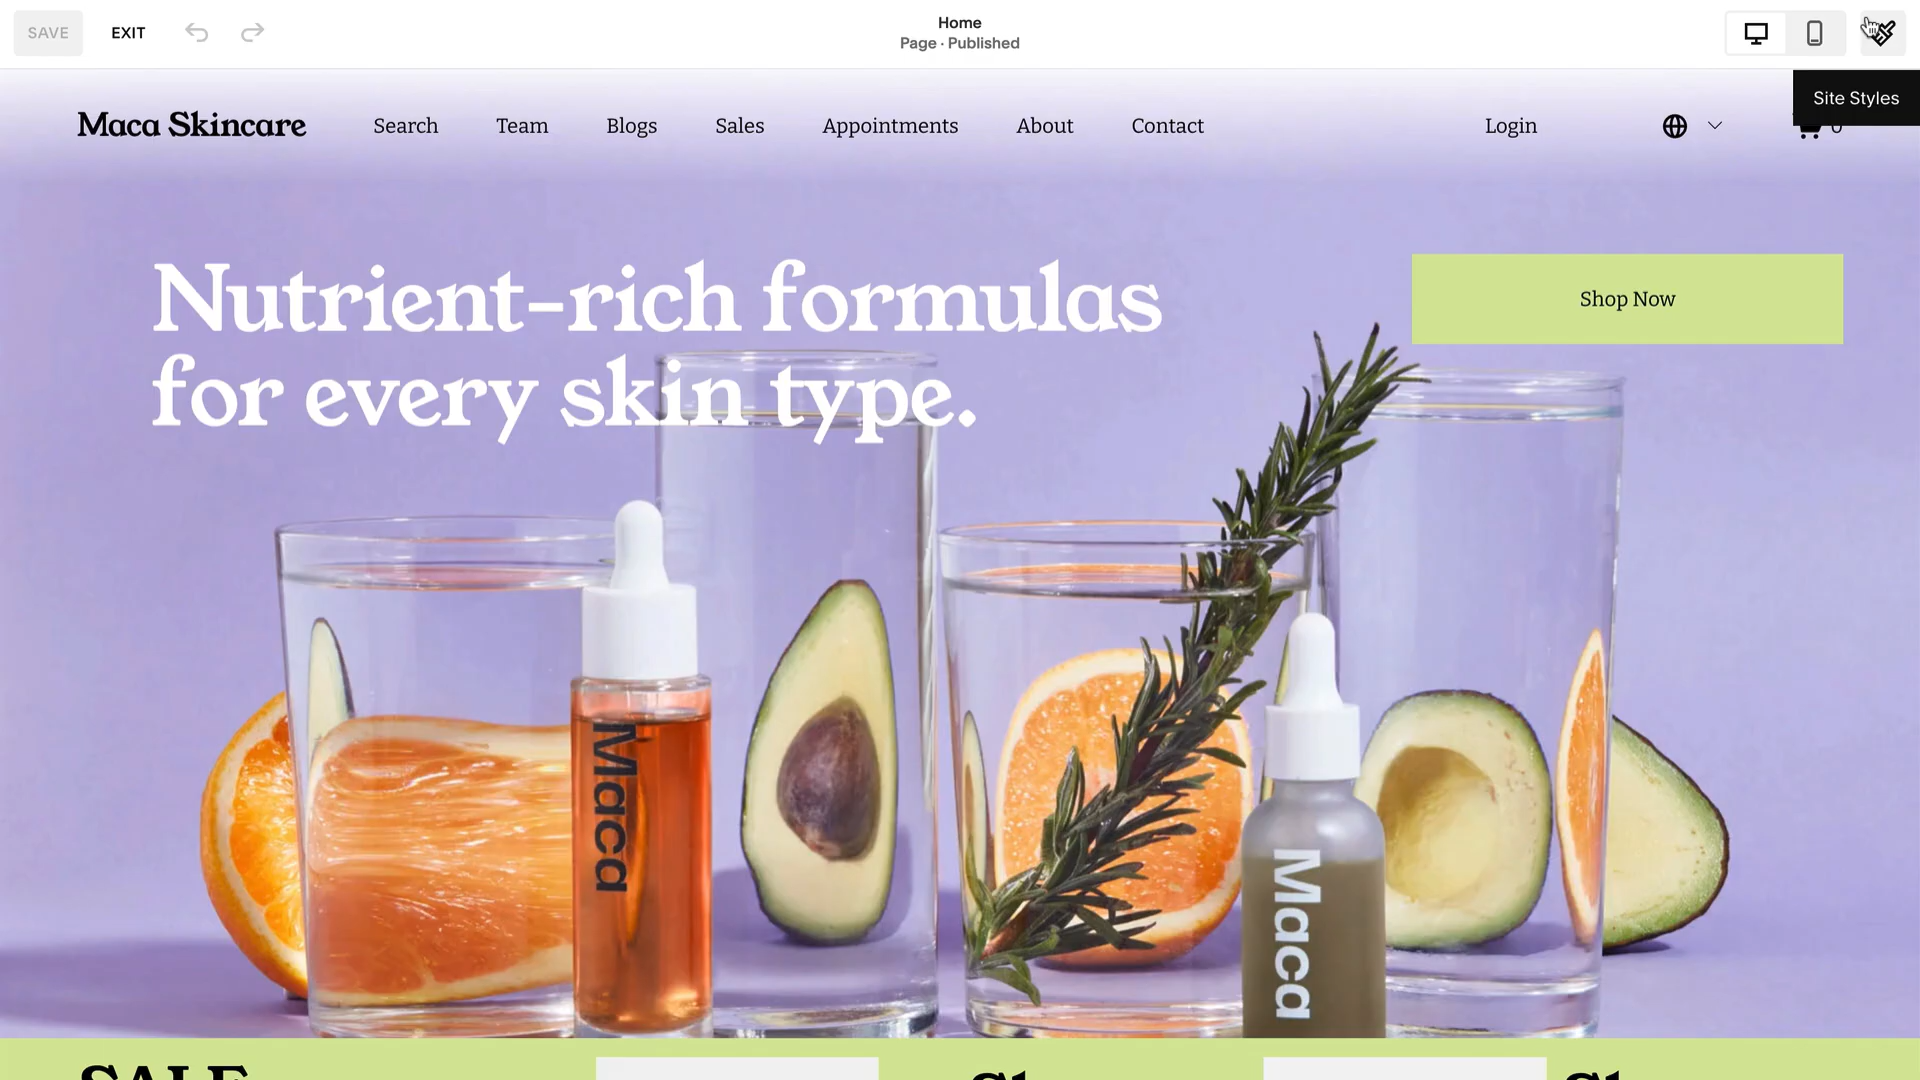 SAVE
EXIT
Home
Page · Published
Site Styles
Maca Skincare
Search
Team
Blogs
Sales
Appointments
About
Contact
Login
0
Nutrient-rich formulas
for every skin type.
Shop Now
Maca
Maca
SALE